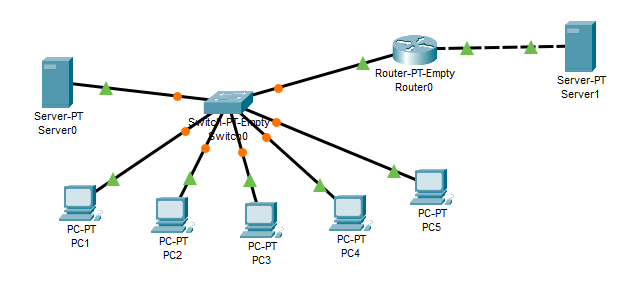 Router-PT-Empty
Router0
Server-PT
Server1
Server-PT
Server0
Switch-PT-Empty
Switch0
PC-PT
PC1
PC-PT
PC2
PC-PT
PC3
PC-PT
PC4
PC-PT
PC5